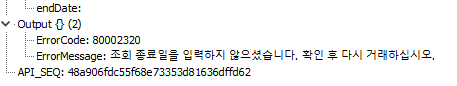 endDate:
Output {} (2)
ErrorCode: 80002320
ErrorMessage: 조회 종료일을 입력하지 않으셨습니다. 확인 후 다시 거래하십시오.
API_SEQ: 48a906fdc55f68e73353d81636dffd62